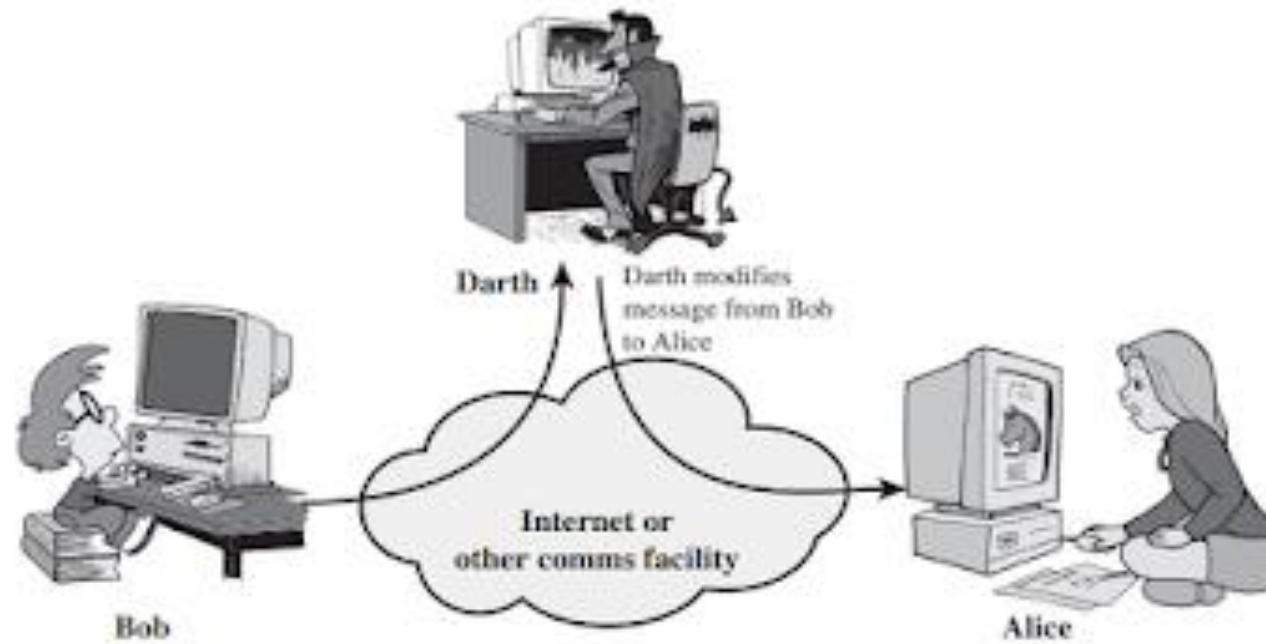 Darth
Darth modifies
message from Bob
to Alice
Internet or
other comms facility
Bob
Alice